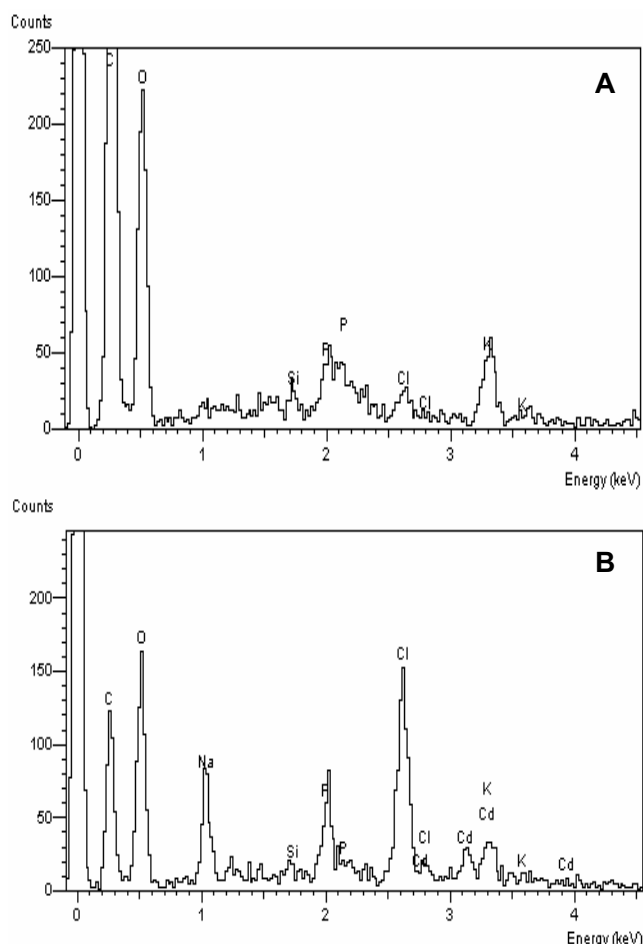 Counts
250
C
O
A
200
150
100
P
P
50
Si
Cl
Cl
K
K
0
0 1 2 3 4
Energy (keV)
Counts
B
200
O
Cl
150
C
100
Na
P
K
Cd
50
Si
P
Cl
Cd
Cd
K
Cd
0
0 1 2 3 4
Energy (keV)